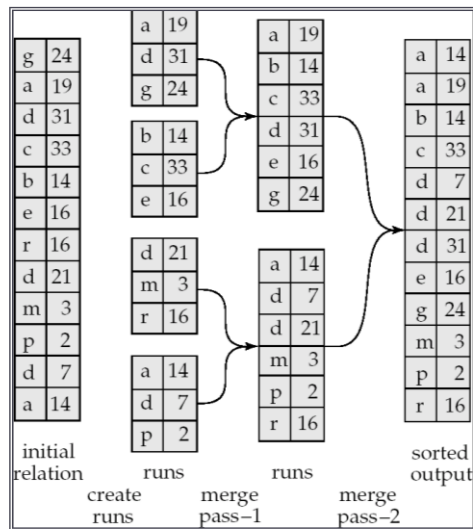 g 24
a 19
d 31
c 33
b 14
e 16
r 16
d 21
m 3
p 2
d 7
a 14
initial
relation
a 19
d 31
g 24
b 14
c 33
e 16
d 21
m 3
r 16
a 14
d 7
p 2
runs
create
runs
a 19
b 14
c 33
d 31
e 16
g 24
a 14
d 7
d 21
m 3
p 2
r 16
runs
merge
pass–1
merge
pass–2
a 14
a 19
b 14
c 33
d 7
d 21
d 31
e 16
g 24
m 3
p 2
r 16
sorted
output